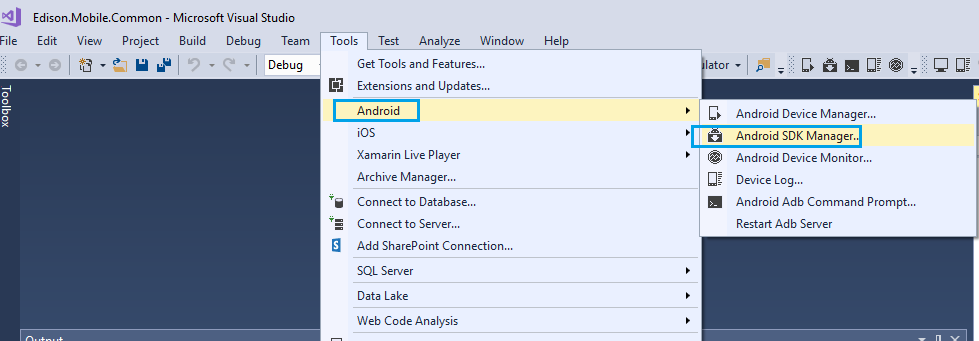 Edison.Mobile.Common - Microsoft Visual Studio
File Edit View Project Build Debug Team Tools Test Analyze Window Help
Debug
ulator
Toolbox
Get Tools and Features...
Extensions and Updates...
Android
iOS
Xamarin Live Player
Archive Manager...
Connect to Database...
Connect to Server...
Add SharePoint Connection...
SQL Server
Data Lake
Web Code Analysis
Android Device Manager...
Android SDK Manager...
Android Device Monitor...
Device Log...
Android Adb Command Prompt...
Restart Adb Server
Output